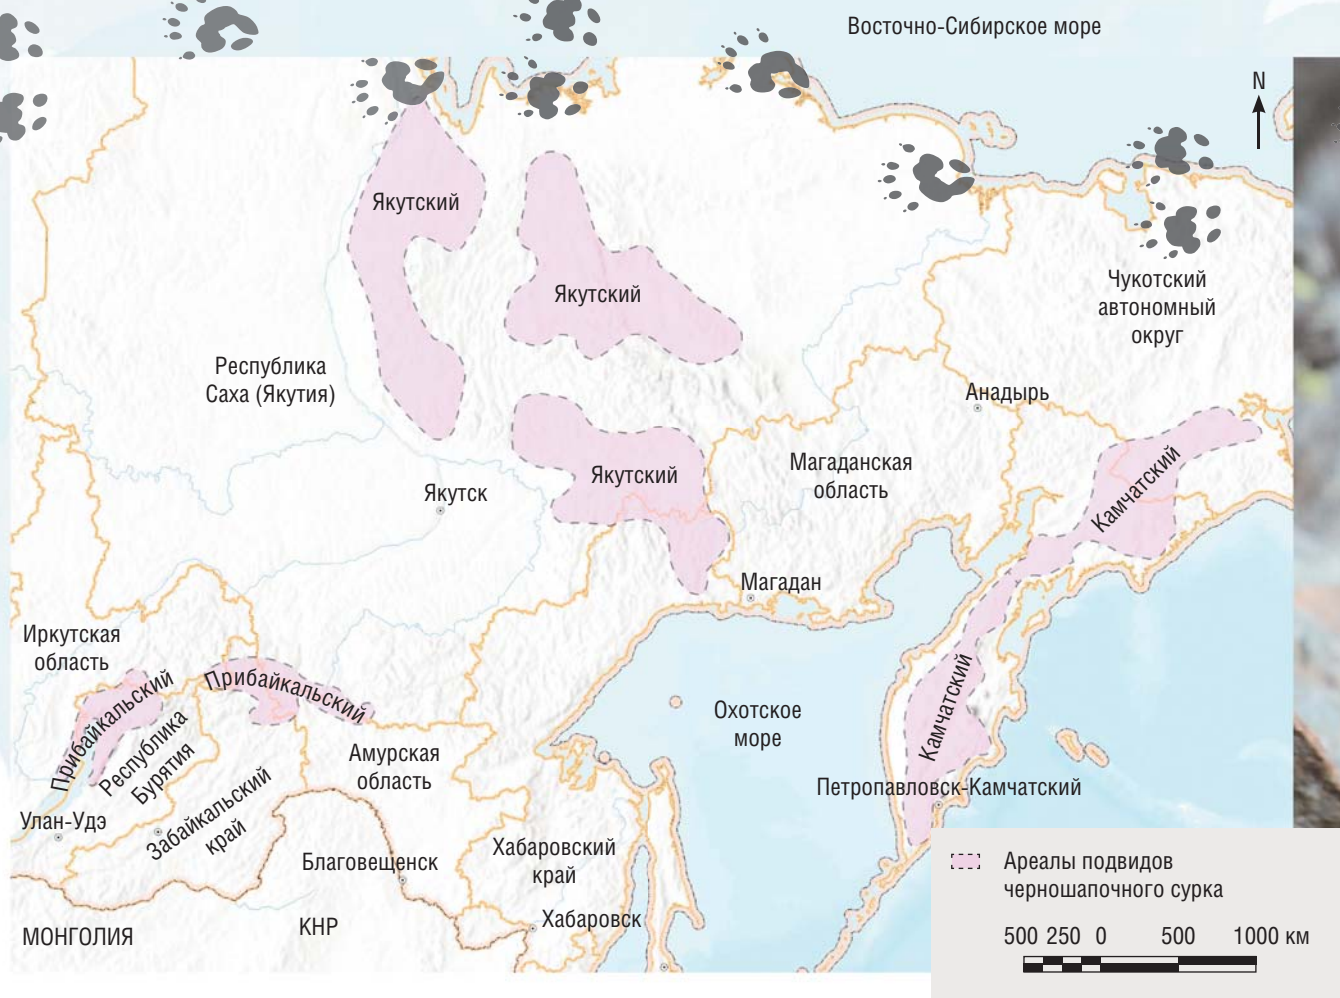 Восточно-Сибирское море
N
Якутский
Якутский
Чукотский
автономный
округ
Республика
Саха (Якутия)
Анадырь
Якутский
Магаданская
область
Камчатский
Якутск
Магадан
Иркутская
область
Прибайкальский
Прибайкальский
Республика
Бурятия
Камчатский
Охотское
море
Амурская
область
Петропавловск-Камчатский
Улан-Удэ
Забайкальский
край
Благовещенск
Хабаровский
край
Хабаровск
МОНГОЛИЯ
КНР
Ареалы подвидов
черношапочного сурка
500 250 0 500 1000 км